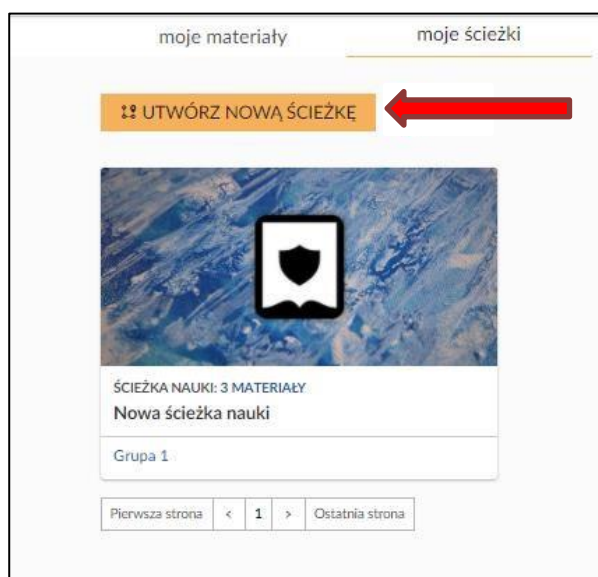 moje materiały moje ścieżki
UTWÓRZ NOWĄ ŚCIEŻKĘ
ŚCIEŻKA NAUKI: 3 MATERIAŁY
Nowa ścieżka nauki
Grupa 1
Pierwsza strona < 1 > Ostatnia strona